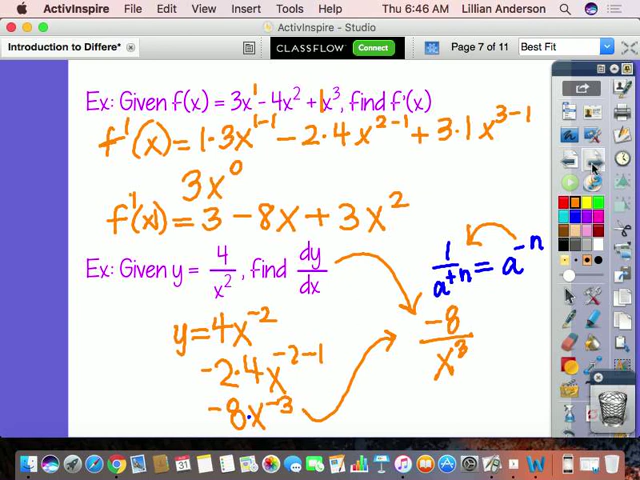 ActivInspire File Edit View Insert Tools Help Thu 6:46 AM Lillian Anderson
ActivInspire - Studio
Introduction to Differe* CLASSFLOW Connect Page 7 of 11 Best Fit
Ex: Given f(x) = 3x¹ - 4x² + 1x³, find f'(x)
f'(x) = 1·3x¹⁻¹ - 2·4x²⁻¹ + 3·1x³⁻¹
3x⁰
f'(x) = 3 - 8x + 3x²
Ex: Given y = 4/x², find dy/dx
1/a⁺ⁿ = a⁻ⁿ
y = 4x⁻²
-2·4x⁻²⁻¹
-8·x⁻³
-8/x³